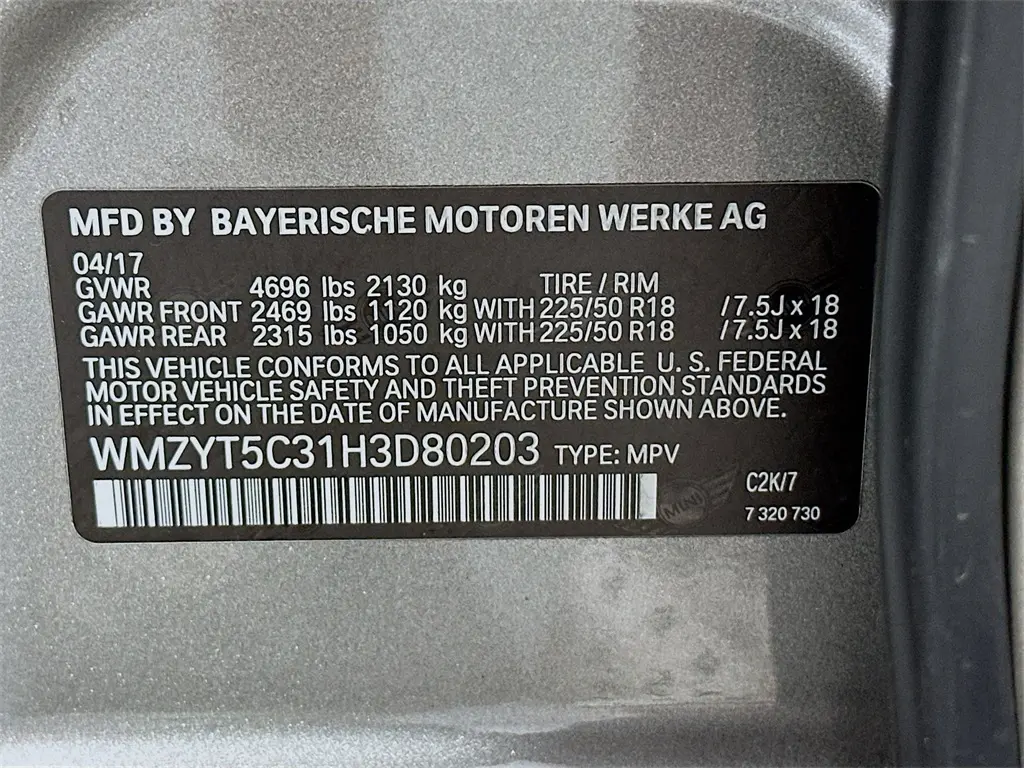 MFD BY BAYERISCHE MOTOREN WERKE AG
04/17
GVWR 4696 lbs 2130 kg TIRE / RIM
GAWR FRONT 2469 lbs 1120 kg WITH 225/50 R18 /7.5J x 18
GAWR REAR 2315 lbs 1050 kg WITH 225/50 R18 /7.5J x 18
THIS VEHICLE CONFORMS TO ALL APPLICABLE U. S. FEDERAL
MOTOR VEHICLE SAFETY AND THEFT PREVENTION STANDARDS
IN EFFECT ON THE DATE OF MANUFACTURE SHOWN ABOVE.
WMZYT5C31H3D80203 TYPE: MPV
C2K/7
MINI
7 320 730